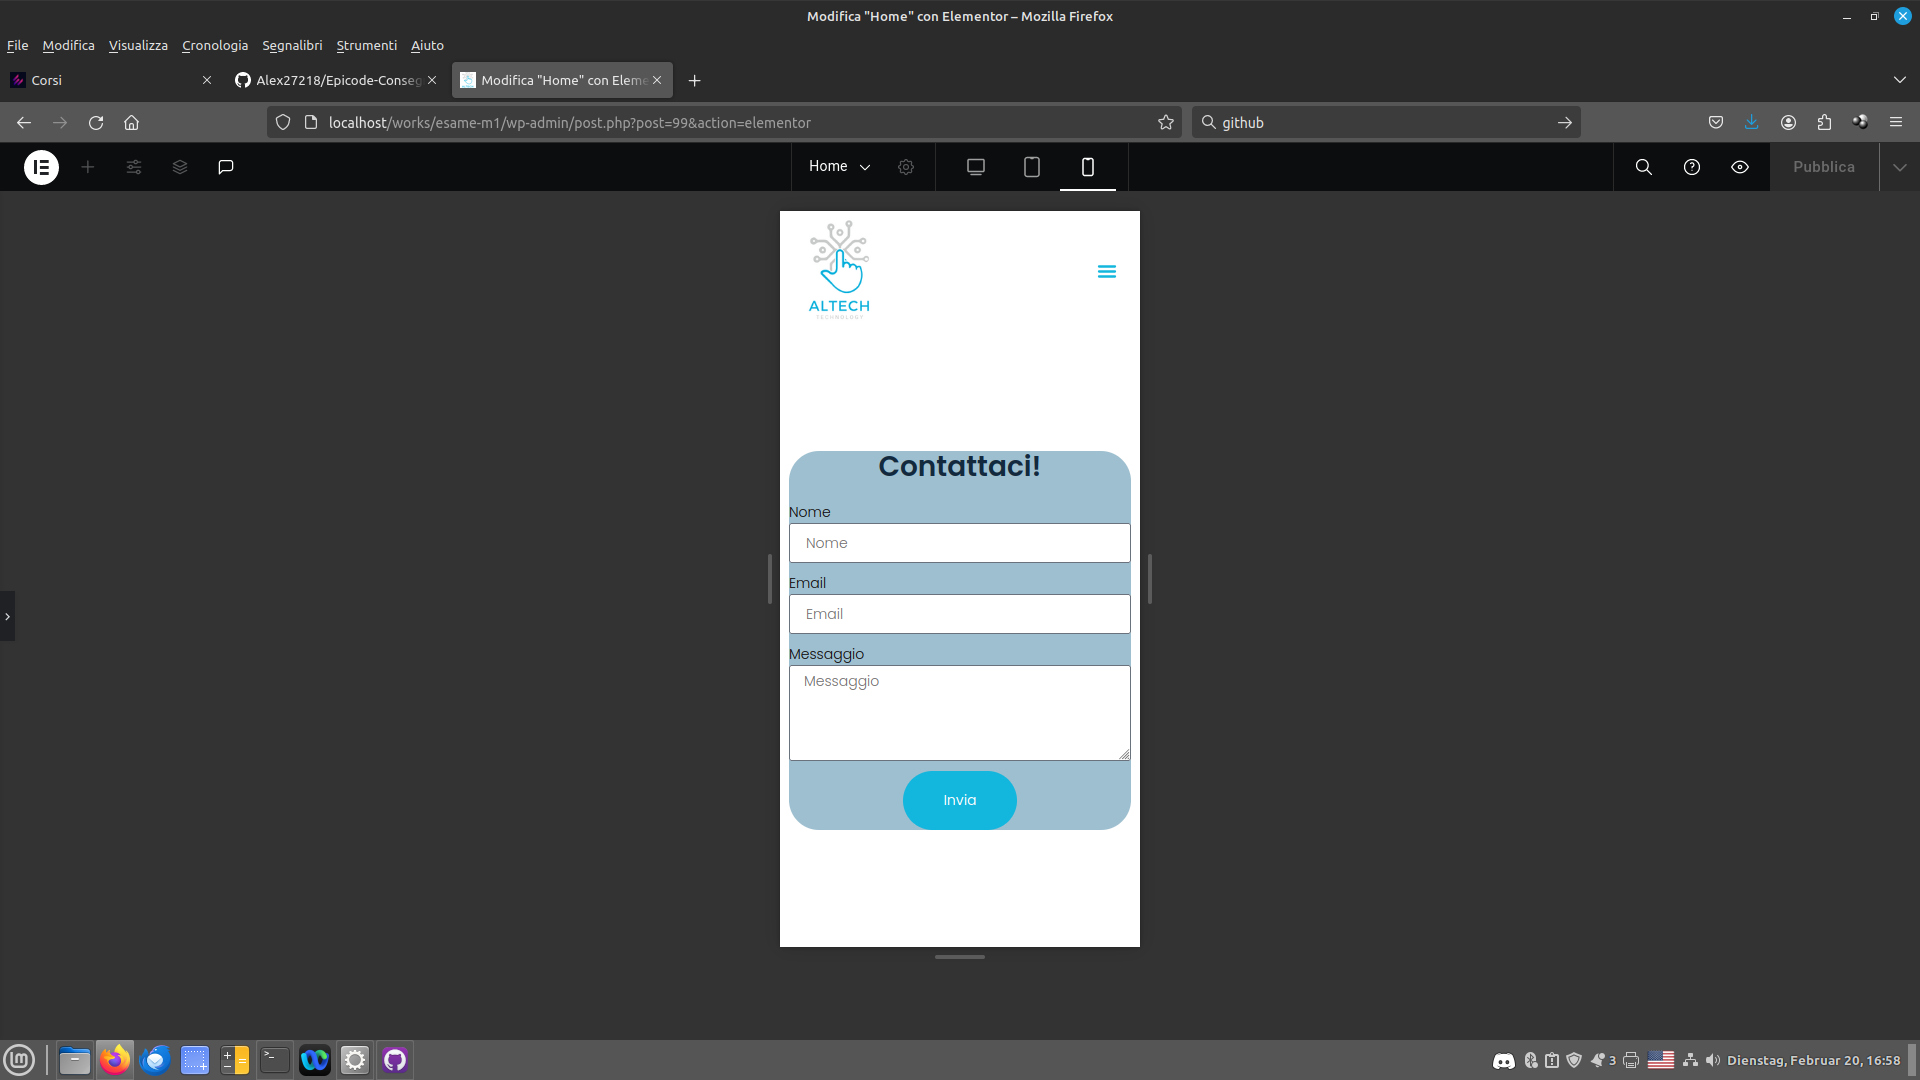 Modifica "Home" con Elementor – Mozilla Firefox
File Modifica Visualizza Cronologia Segnalibri Strumenti Aiuto
Corsi
Alex27218/Epicode-Conseg
Modifica "Home" con Eleme
localhost/works/esame-m1/wp-admin/post.php?post=99&action=elementor
github
Home
Pubblica
ALTECH
TECHNOLOGY
Contattaci!
Nome
Nome
Email
Email
Messaggio
Messaggio
Invia
3
Dienstag, Februar 20, 16:58